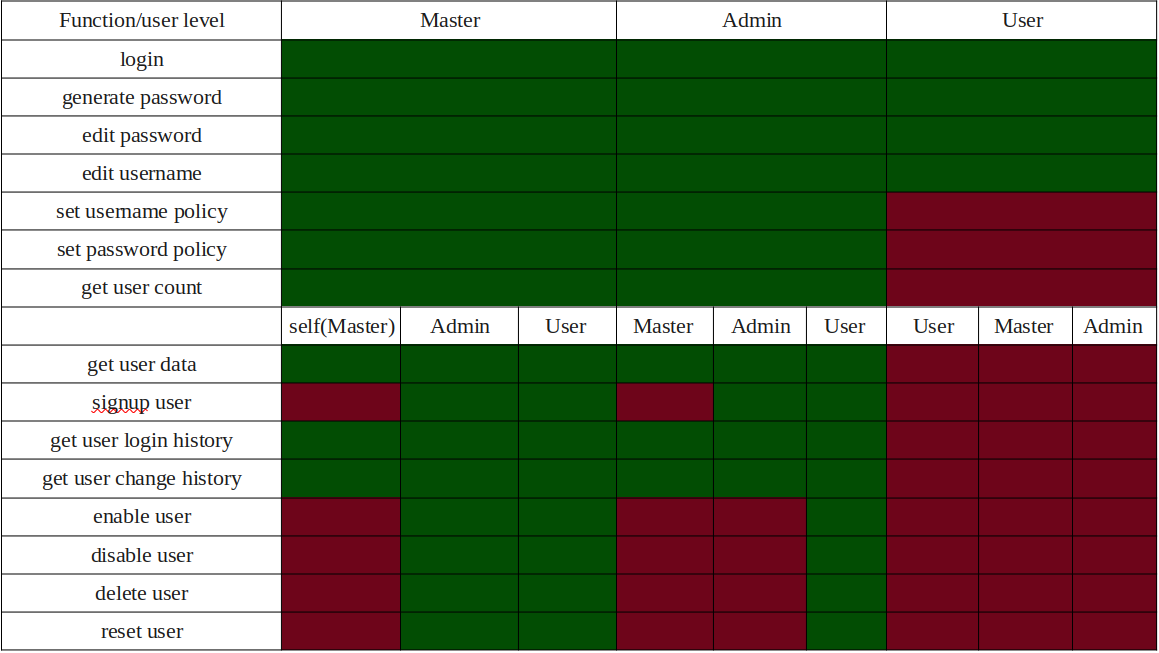 Function/user level Master Admin User
login
generate password
edit password
edit username
set username policy
set password policy
get user count
self(Master) Admin User Master Admin User User Master Admin
get user data
signup user
get user login history
get user change history
enable user
disable user
delete user
reset user